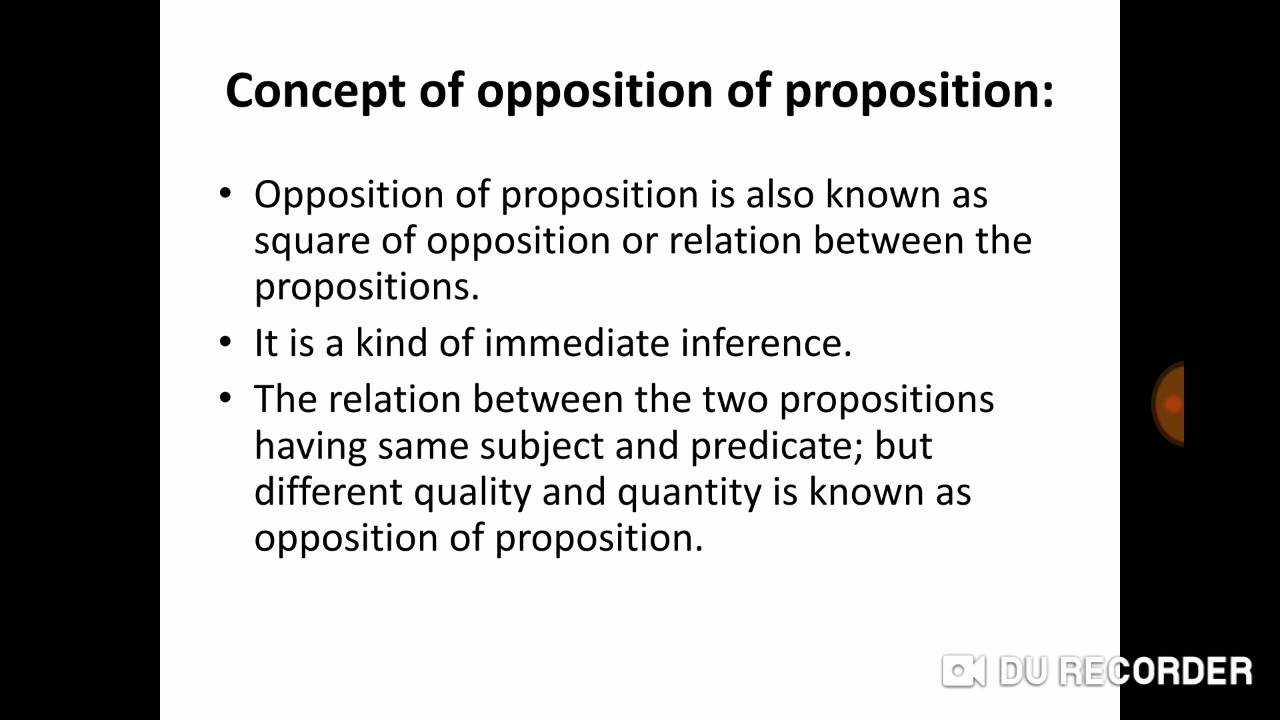 Concept of opposition of proposition:
• Opposition of proposition is also known as
square of opposition or relation between the
propositions.
• It is a kind of immediate inference.
• The relation between the two propositions
having same subject and predicate; but
different quality and quantity is known as
opposition of proposition.
DU RECORDER